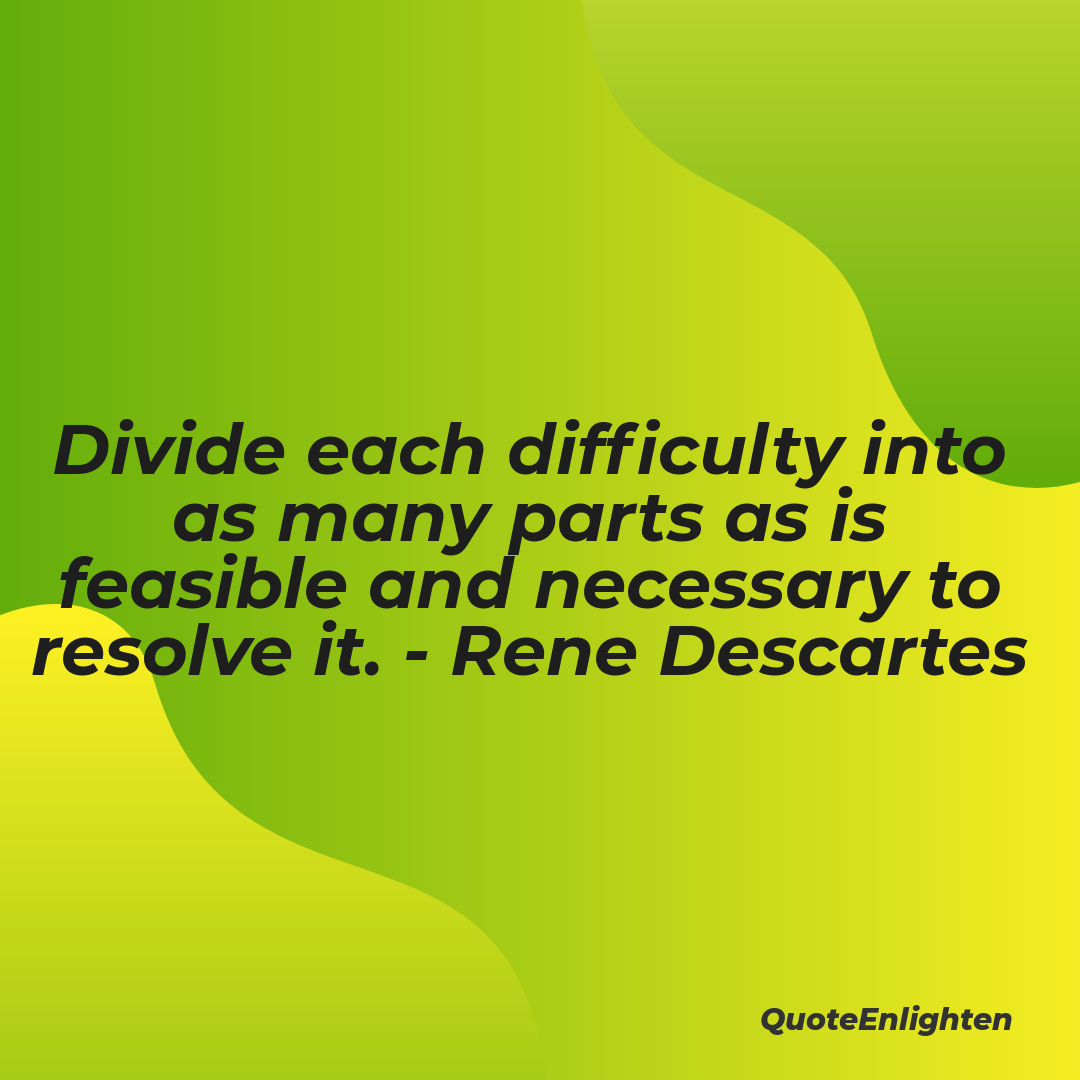 Divide each difficulty into
as many parts as is
feasible and necessary to
resolve it. - Rene Descartes
QuoteEnlighten